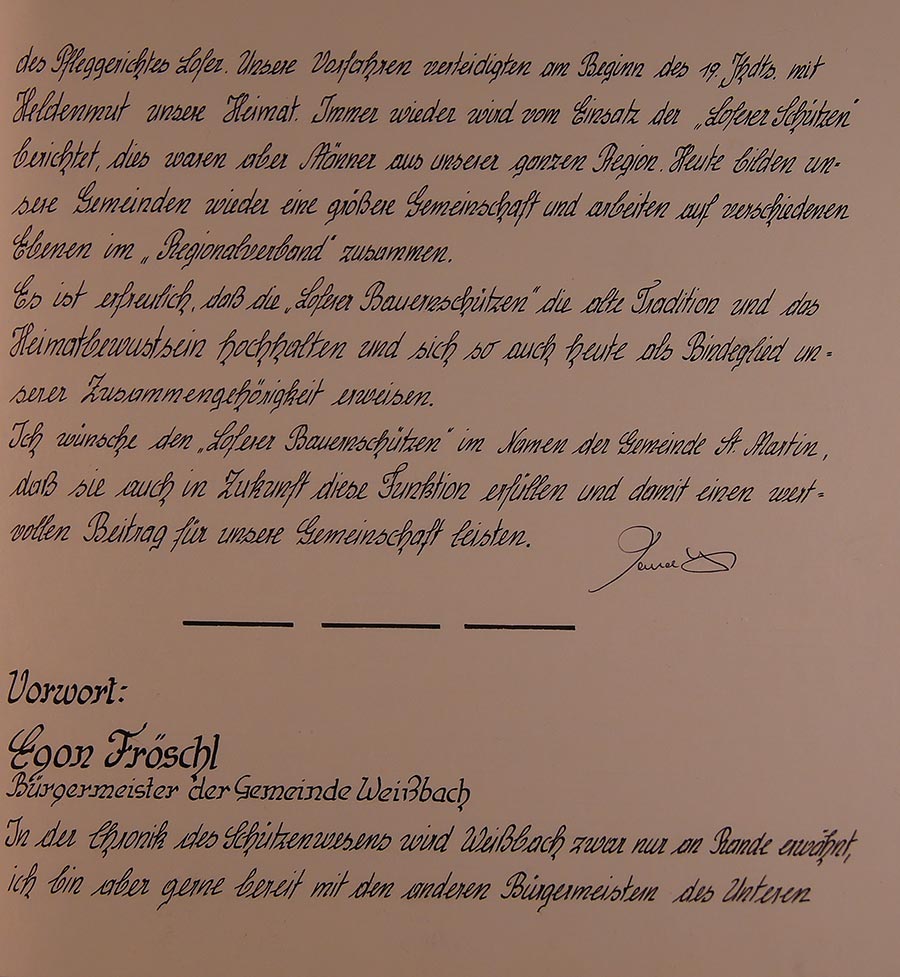 des Pfleggerichtes Lofer. Unsere Vorfahren verteidigten am Beginn des 19. Jhdts. mit
Heldenmut unsere Heimat. Immer wieder wird vom Einsatz der „Loferer Schützen"
berichtet, dies waren aber Männer aus unserer ganzen Region. Heute bilden un=
sere Gemeinden wieder eine größere Gemeinschaft und arbeiten auf verschiedenen
Ebenen im „Regionalverband" zusammen.
Es ist erfreulich, daß die „Loferer Bauernschützen" die alte Tradition und das
Heimatbewustsein hochhalten und sich so auch heute als Bindeglied un=
serer Zusammengehörigkeit erweisen.
Ich wünsche den „Loferer Bauernschützen" im Namen der Gemeinde St. Martin,
daß sie auch in Zukunft diese Funktion erfüllen und damit einen wert=
vollen Beitrag für unsere Gemeinschaft leisten.
Vorwort:
Egon Fröschl
Bürgermeister der Gemeinde Weißbach
In der Chronik des Schützenwesens wird Weißbach zwar nur an Rande erwähnt,
ich bin aber gerne bereit mit den anderen Bürgermeistern des Unteren